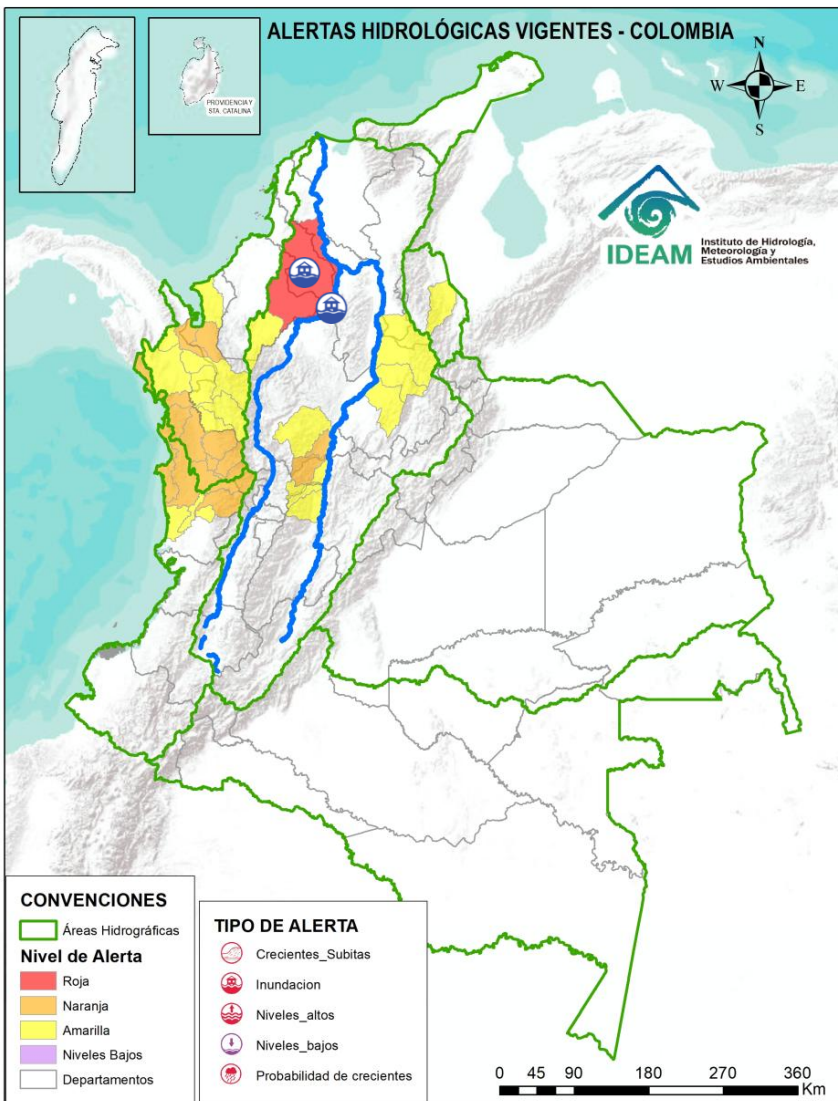 ALERTAS HIDROLÓGICAS VIGENTES - COLOMBIA
PROVIDENCIA Y
STA. CATALINA
N
W
E
S
IDEAM
Instituto de Hidrología,
Meteorología y
Estudios Ambientales
CONVENCIONES
Áreas Hidrográficas
Nivel de Alerta
Roja
Naranja
Amarilla
Niveles Bajos
Departamentos
TIPO DE ALERTA
Crecientes_Subitas
Inundacion
Niveles_altos
Niveles_bajos
Probabilidad de crecientes
0 45 90 180 270 360
Km